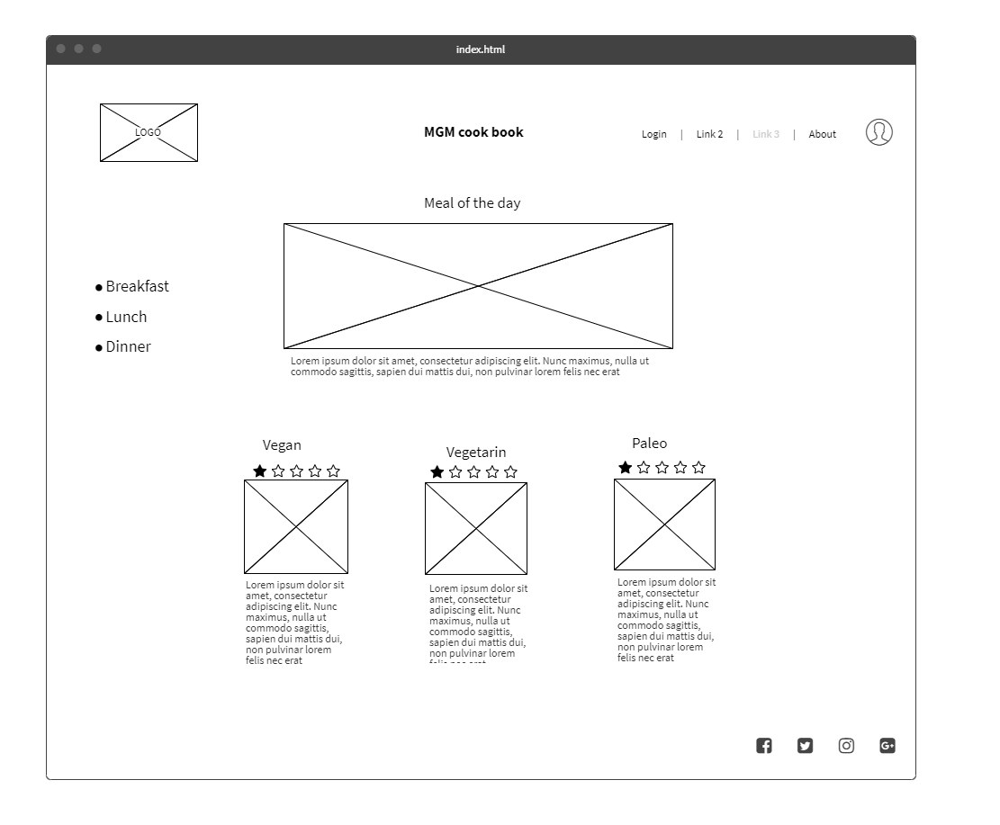 index.html
LOGO
MGM cook book
Login | Link 2 | Link 3 | About
Meal of the day
Breakfast
Lunch
Dinner
Lorem ipsum dolor sit amet, consectetur adipiscing elit. Nunc maximus, nulla ut
commodo sagittis, sapien dui mattis dui, non pulvinar lorem felis nec erat
Vegan
Lorem ipsum dolor sit
amet, consectetur
adipiscing elit. Nunc
maximus, nulla ut
commodo sagittis,
sapien dui mattis dui,
non pulvinar lorem
felis nec erat
Vegetarin
Lorem ipsum dolor sit
amet, consectetur
adipiscing elit. Nunc
maximus, nulla ut
commodo sagittis,
sapien dui mattis dui,
non pulvinar lorem
Paleo
Lorem ipsum dolor sit
amet, consectetur
adipiscing elit. Nunc
maximus, nulla ut
commodo sagittis,
sapien dui mattis dui,
non pulvinar lorem
felis nec erat